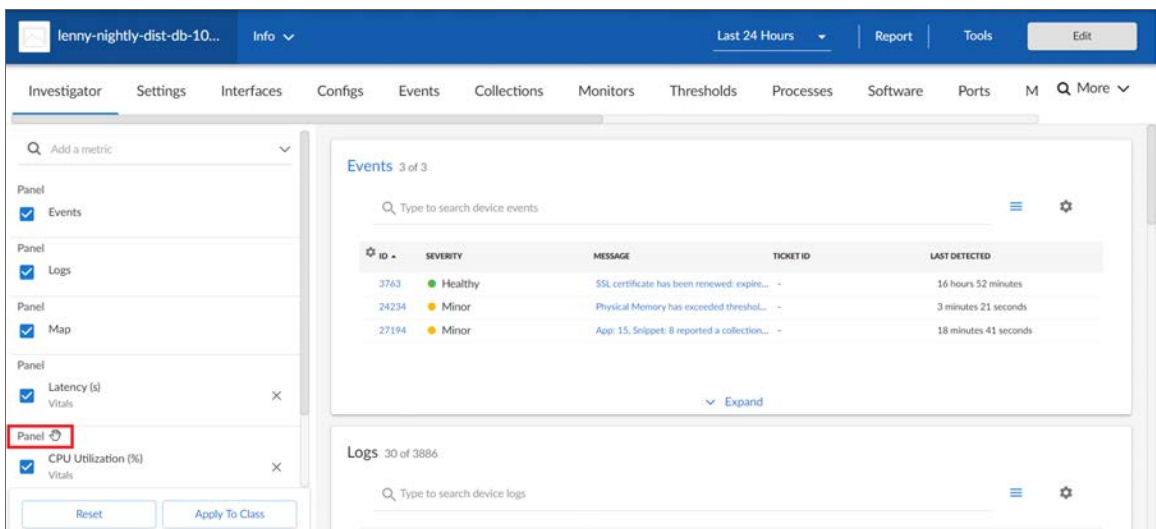 lenny-nightly-dist-db-10... Info Last 24 Hours Report Tools Edit
Investigator Settings Interfaces Configs Events Collections Monitors Thresholds Processes Software Ports M More
Add a metric
Panel
Events
Panel
Logs
Panel
Map
Panel
Latency (s)
Vitals
Panel
CPU Utilization (%)
Vitals
Reset Apply To Class
Events 3 of 3
Type to search device events
ID SEVERITY MESSAGE TICKET ID LAST DETECTED
3763 Healthy SSL certificate has been renewed: expire... - 16 hours 52 minutes
24234 Minor Physical Memory has exceeded threshol... - 3 minutes 21 seconds
27194 Minor App: 15, Snippet: 8 reported a collection... - 18 minutes 41 seconds
Expand
Logs 30 of 3886
Type to search device logs